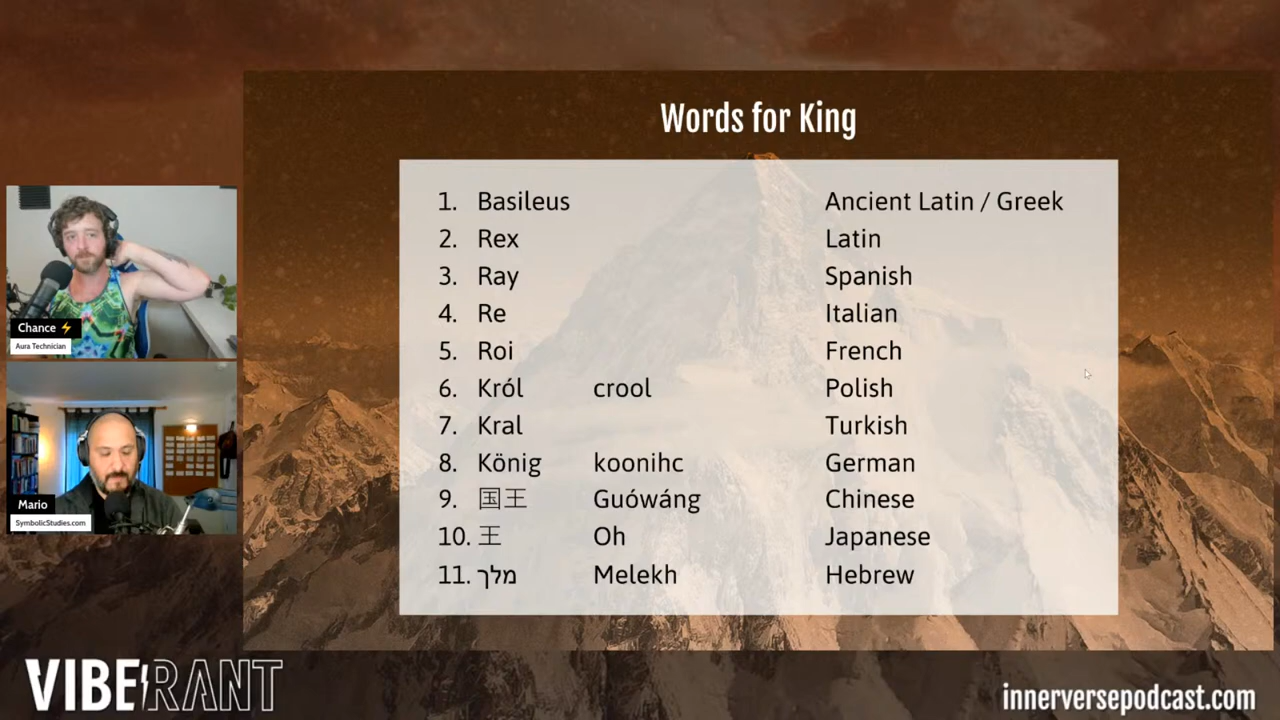 Words for King
1. Basileus Ancient Latin / Greek
2. Rex Latin
3. Ray Spanish
4. Re Italian
5. Roi French
6. Król crool Polish
7. Kral Turkish
8. König koonihc German
9. 国王 Guówáng Chinese
10. 王 Oh Japanese
11. מלך Melekh Hebrew
Chance ⚡
Aura Technician
Mario
SymbolicStudies.com
VIBERANT
innerversepodcast.com